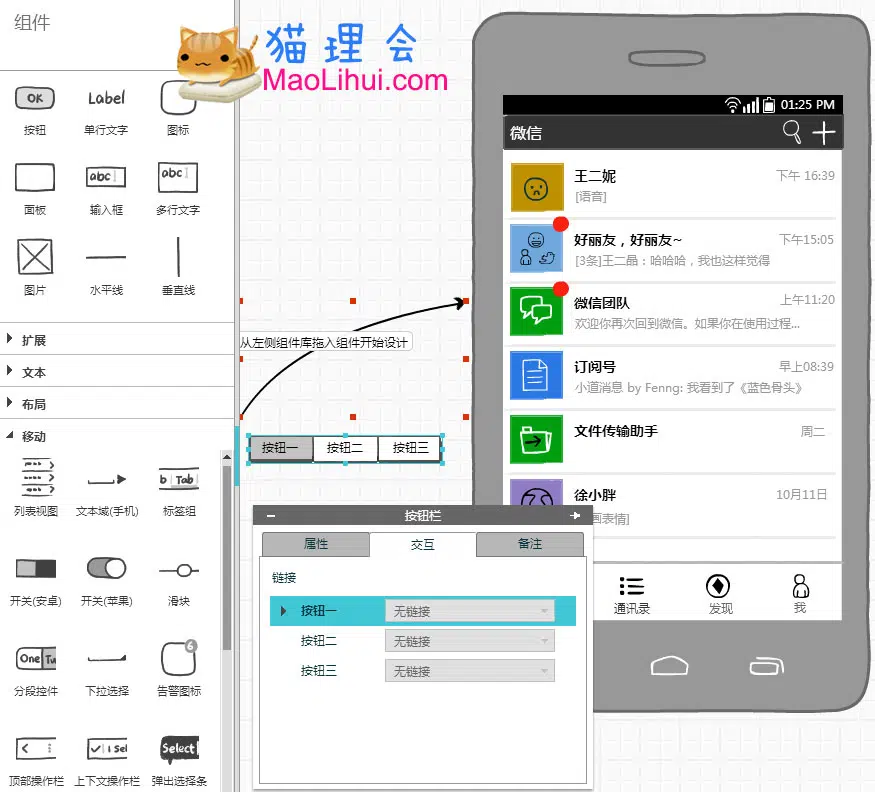 组件
猫理会
MaoLihui.com
OK
Label
按钮
单行文字
图标
abc
abc
面板
输入框
多行文字
图片
水平线
垂直线
扩展
文本
布局
移动
b Tab
列表视图
文本域(手机)
标签组
开关(安卓)
开关(苹果)
滑块
One Tw
6
分段控件
下拉选择
告警图标
Sel
Select
顶部操作栏
上下文操作栏
弹出选择条
从左侧组件库拖入组件开始设计
按钮一
按钮二
按钮三
01:25 PM
微信
王二妮
下午 16:39
[语音]
好丽友，好丽友~
下午15:05
[3条]王二晶：哈哈哈，我也这样觉得
微信团队
上午11:20
欢迎你再次回到微信。如果你在使用过程...
订阅号
早上08:39
小道消息 by Fenng: 我看到了《蓝色骨头》
文件传输助手
周二
徐小胖
10月11日
画表情]
通讯录
发现
我
按钮栏
属性
交互
备注
链接
按钮一
无链接
按钮二
无链接
按钮三
无链接